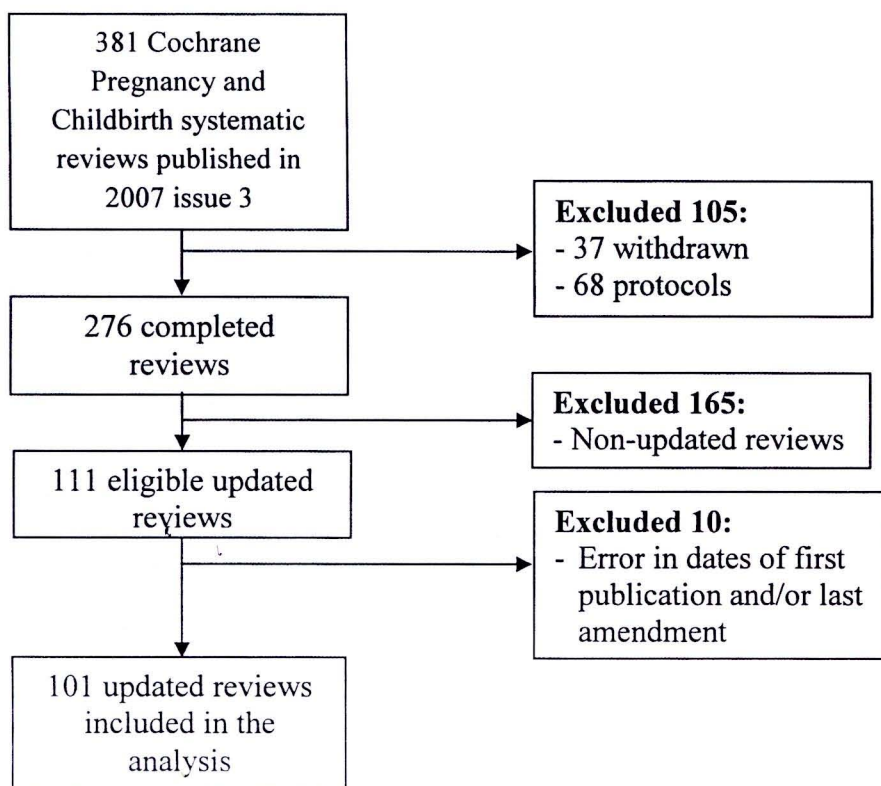 381 Cochrane
Pregnancy and
Childbirth systematic
reviews published in
2007 issue 3
Excluded 105:
- 37 withdrawn
- 68 protocols
276 completed
reviews
Excluded 165:
- Non-updated reviews
111 eligible updated
reviews
Excluded 10:
- Error in dates of first
publication and/or last
amendment
101 updated reviews
included in the
analysis